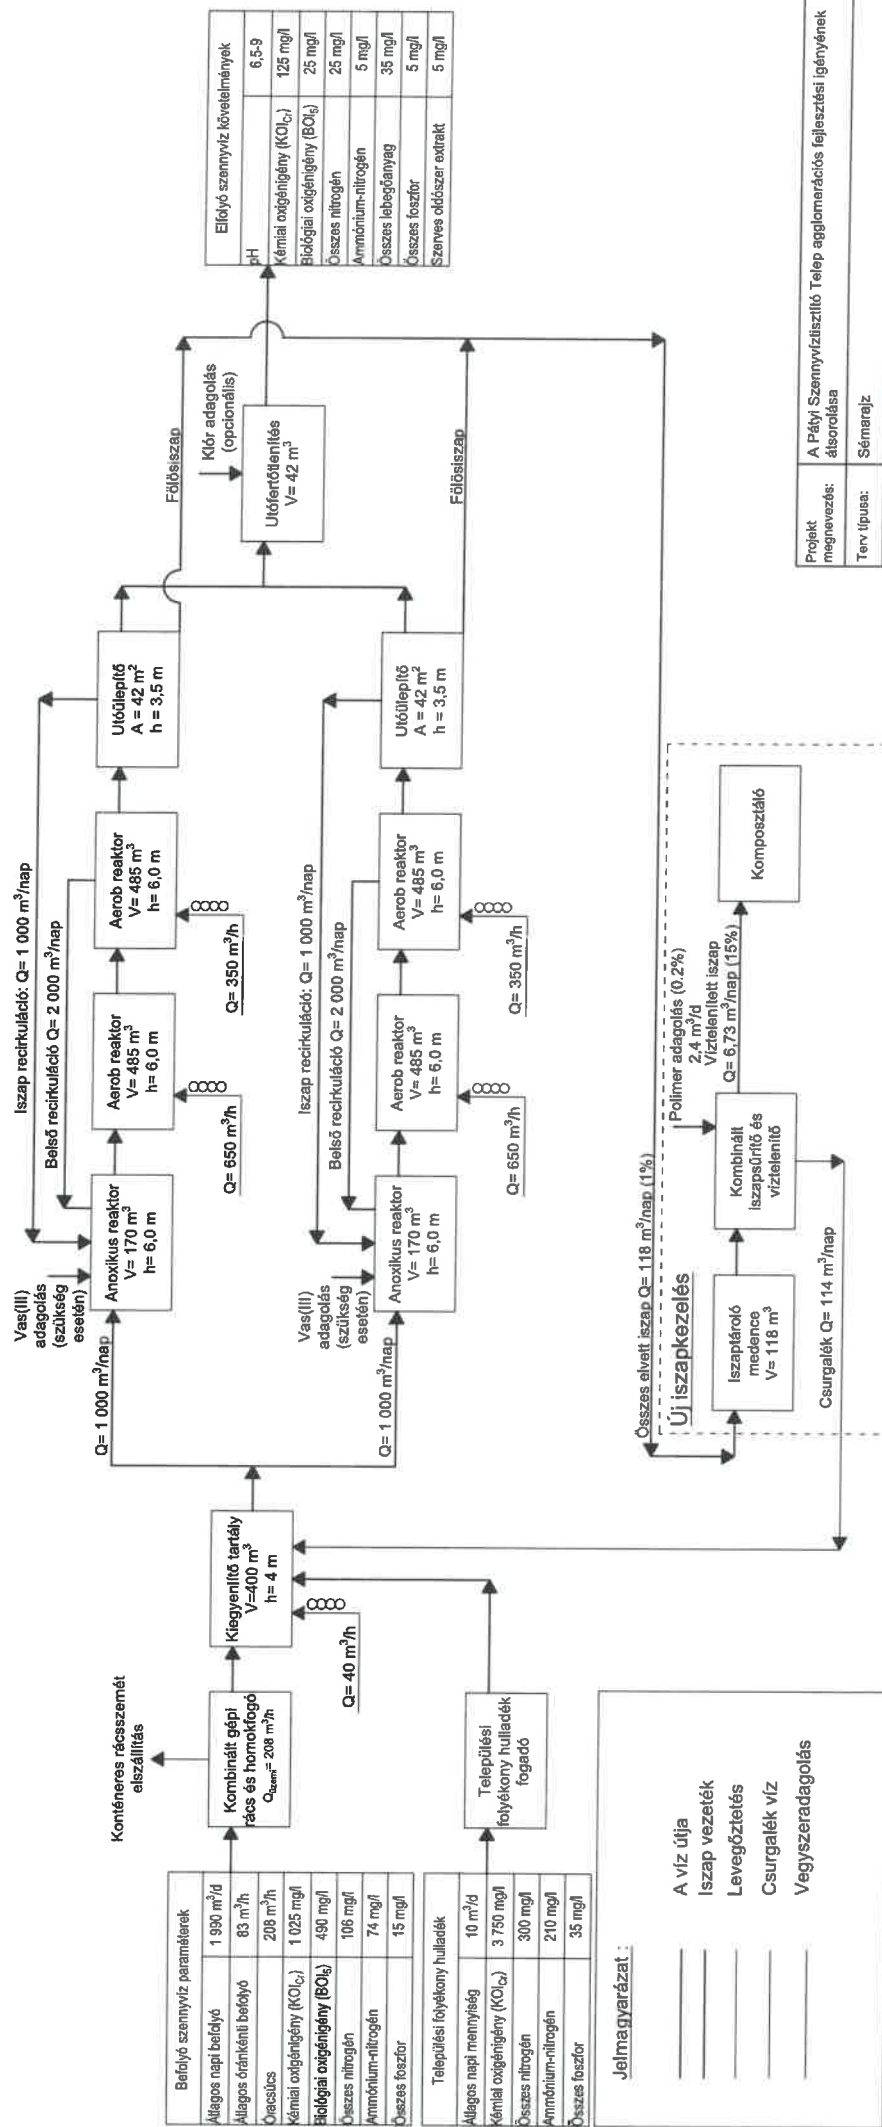 Befolyó szennyvíz paraméterek
Átlagos napi befolyó 1 990 m³/d
Átlagos óránkénti befolyó 83 m³/h
Óracsúcs 208 m³/h
Kémiai oxigénigény (KOICr) 1 025 mg/l
Biológiai oxigénigény (BOI5) 490 mg/l
Összes nitrogén 106 mg/l
Ammónium-nitrogén 74 mg/l
Összes foszfor 15 mg/l
Települési folyékony hulladék
Átlagos napi mennyiség 10 m³/d
Kémiai oxigénigény (KOICr) 3 750 mg/l
Összes nitrogén 300 mg/l
Ammónium-nitrogén 210 mg/l
Összes foszfor 35 mg/l
Jelmagyarázat :
A víz útja
Iszap vezeték
Levegőztetés
Csurgalék víz
Vegyszeradagolás
Konténeres rácsszemét
elszállítás
Kombinált gépi
rács és homokfogó
Qüzemi= 208 m³/h
Települési
folyékony hulladék
fogadó
Kiegyenlítő tartály
V=400 m³
h= 4 m
Q= 40 m³/h
Q= 1 000 m³/nap
Vas(III)
adagolás
(szükség
esetén)
Anoxikus reaktor
V= 170 m³
h= 6,0 m
Iszap recirkuláció: Q= 1 000 m³/nap
Belső recirkuláció Q= 2 000 m³/nap
Aerob reaktor
V= 485 m³
h= 6,0 m
Q= 650 m³/h
Aerob reaktor
V= 485 m³
h= 6,0 m
Q= 350 m³/h
Utóülepítő
A = 42 m²
h = 3,5 m
Fölösiszap
Q= 1 000 m³/nap
Vas(III)
adagolás
(szükség
esetén)
Anoxikus reaktor
V= 170 m³
h= 6,0 m
Iszap recirkuláció: Q= 1 000 m³/nap
Belső recirkuláció Q= 2 000 m³/nap
Aerob reaktor
V= 485 m³
h= 6,0 m
Q= 650 m³/h
Aerob reaktor
V= 485 m³
h= 6,0 m
Q= 350 m³/h
Utóülepítő
A = 42 m²
h = 3,5 m
Fölösiszap
Klór adagolás
(opcionális)
Utófertőtlenítés
V= 42 m³
Elfolyó szennyvíz követelmények
pH 6,5-9
Kémiai oxigénigény (KOICr) 125 mg/l
Biológiai oxigénigény (BOI5) 25 mg/l
Összes nitrogén 25 mg/l
Ammónium-nitrogén 5 mg/l
Összes lebegőanyag 35 mg/l
Összes foszfor 5 mg/l
Szerves oldószer extrakt 5 mg/l
Összes elvett iszap Q= 118 m³/nap (1%)
Új iszapkezelés
Iszaptároló
medence
V= 118 m³
Kombinált
iszapsűrítő és
víztelenítő
Polimer adagolás (0.2%)
2,4 m³/d
Víztelenített iszap
Q= 6,73 m³/nap (15%)
Komposztáló
Csurgalék Q= 114 m³/nap
Projekt
megnevezés:
A Pátyi Szennyvíztisztító Telep agglomerációs fejlesztési igényének
átsorolása
Terv típusa: Sémarajz